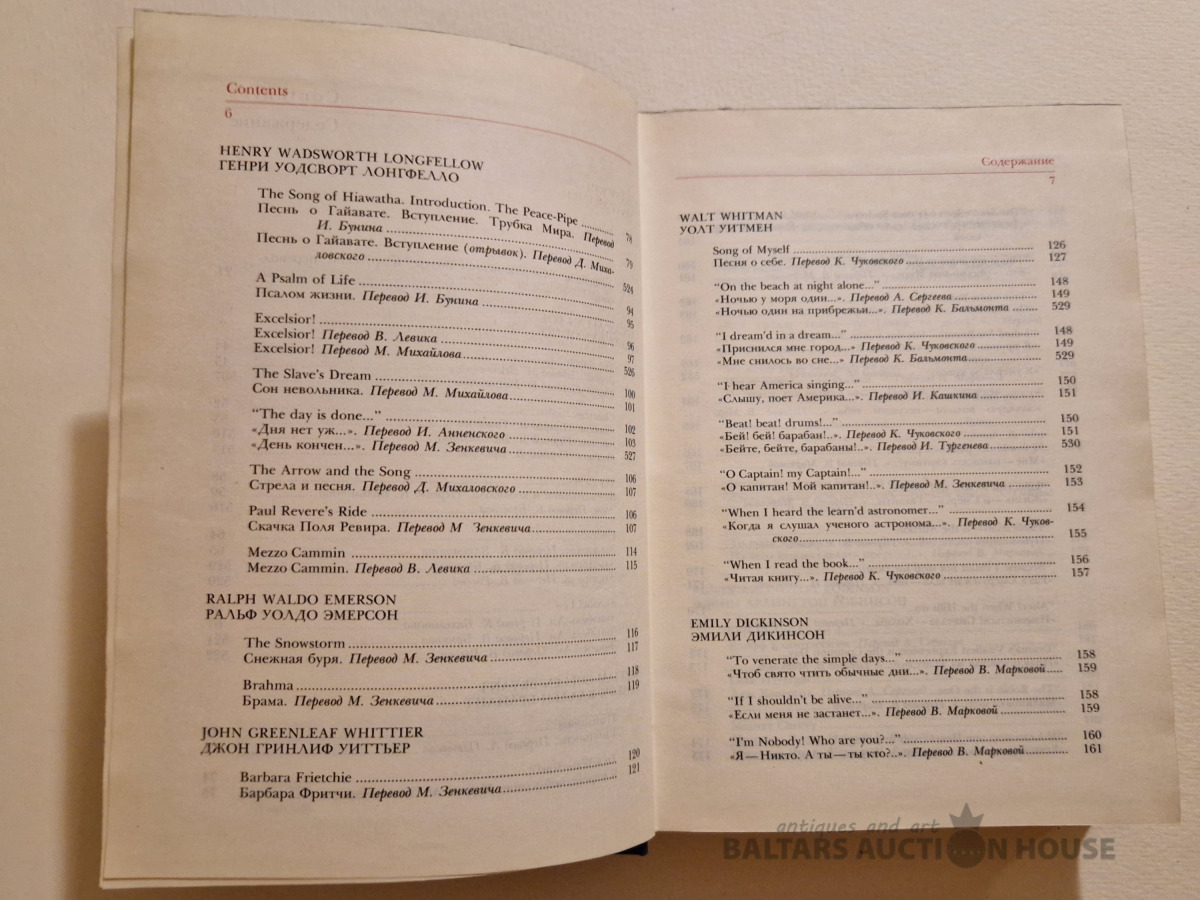 Contents
6
HENRY WADSWORTH LONGFELLOW
ГЕНРИ УОДСВОРТ ЛОНГФЕЛЛО
The Song of Hiawatha. Introduction. The Peace-Pipe ........ 78
Песнь о Гайавате. Вступление. Трубка Мира. Перевод
И. Бунина ........ 79
Песнь о Гайавате. Вступление (отрывок). Перевод Д. Миха-
ловского ........ 524
A Psalm of Life ........ 94
Псалом жизни. Перевод И. Бунина ........ 95
Excelsior! ........ 96
Excelsior! Перевод В. Левика ........ 97
Excelsior! Перевод М. Михайлова ........ 526
The Slave's Dream ........ 100
Сон невольника. Перевод М. Михайлова ........ 101
"The day is done..." ........ 102
«Дня нет уж...». Перевод И. Анненского ........ 103
«День кончен...». Перевод М. Зенкевича ........ 527
The Arrow and the Song ........ 106
Стрела и песня. Перевод Д. Михаловского ........ 107
Paul Revere's Ride ........ 106
Скачка Поля Ревира. Перевод М Зенкевича ........ 107
Mezzo Cammin ........ 114
Mezzo Cammin. Перевод В. Левика ........ 115
RALPH WALDO EMERSON
РАЛЬФ УОЛДО ЭМЕРСОН
The Snowstorm ........ 116
Снежная буря. Перевод М. Зенкевича ........ 117
Brahma ........ 118
Брама. Перевод М. Зенкевича ........ 119
JOHN GREENLEAF WHITTIER
ДЖОН ГРИНЛИФ УИТТЬЕР
Barbara Frietchie ........ 120
Барбара Фритчи. Перевод М. Зенкевича ........ 121
Содержание
7
WALT WHITMAN
УОЛТ УИТМЕН
Song of Myself ........ 126
Песня о себе. Перевод К. Чуковского ........ 127
"On the beach at night alone..." ........ 148
«Ночью у моря один...». Перевод А. Сергеева ........ 149
«Ночью один на прибрежьи...». Перевод К. Бальмонта ........ 529
"I dream'd in a dream..." ........ 148
«Приснился мне город...» Перевод К. Чуковского ........ 149
«Мне снилось во сне...» Перевод К. Бальмонта ........ 529
"I hear America singing..." ........ 150
«Слышу, поет Америка...». Перевод И. Кашкина ........ 151
"Beat! beat! drums!..." ........ 150
«Бей! бей! барабан!..». Перевод К. Чуковского ........ 151
«Бейте, бейте, барабаны!..». Перевод И. Тургенева ........ 530
"O Captain! my Captain!..." ........ 152
«О капитан! Мой капитан!..». Перевод М. Зенкевича ........ 153
"When I heard the learn'd astronomer..." ........ 154
«Когда я слушал ученого астронома...». Перевод К. Чуков-
ского ........ 155
"When I read the book..." ........ 156
«Читая книгу...». Перевод К. Чуковского ........ 157
EMILY DICKINSON
ЭМИЛИ ДИКИНСОН
"To venerate the simple days..." ........ 158
«Чтоб свято чтить обычные дни...». Перевод В. Марковой ........ 159
"If I shouldn't be alive..." ........ 158
«Если меня не застанет...». Перевод В. Марковой ........ 159
"I'm Nobody! Who are you?..." ........ 160
«Я — Никто. А ты — ты кто?..». Перевод В. Марковой ........ 161
antiques and art
BALTARS AUCTION HOUSE